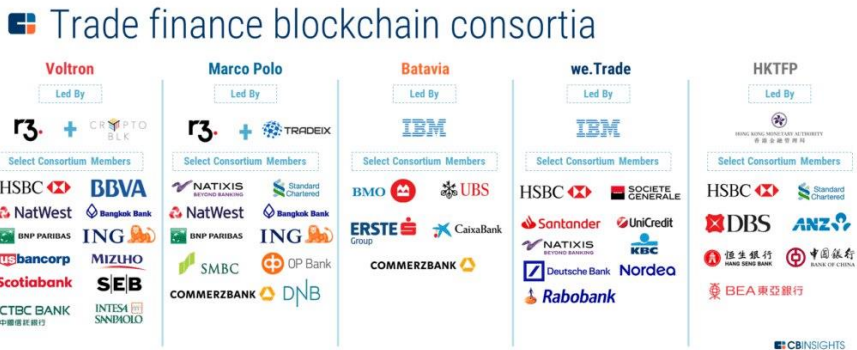 Trade finance blockchain consortia
Voltron
Led By
r3. + CRYPTO
BLK
Select Consortium Members
HSBC BBVA
NatWest Bangkok Bank
BNP PARIBAS ING
usbancorp MIZUHO
Scotiabank S|E|B
CTBC BANK INTESA
中國信託銀行 SANPAOLO
Marco Polo
Led By
r3. + TRADEIX
Select Consortium Members
NATIXIS Standard
BEYOND BANKING Chartered
NatWest Bangkok Bank
BNP PARIBAS ING
SMBC OP Bank
COMMERZBANK DNB
Batavia
Led By
IBM
Select Consortium Members
BMO UBS
ERSTE CaixaBank
Group
COMMERZBANK
we.Trade
Led By
IBM
Select Consortium Members
HSBC SOCIETE
GENERALE
Santander UniCredit
NATIXIS KBC
BEYOND BANKING
Deutsche Bank Nordea
Rabobank
HKTFP
Led By
HONG KONG MONETARY AUTHORITY
香港金融管理局
Select Consortium Members
HSBC Standard
Chartered
DBS ANZ
恒生銀行 中國銀行
HANG SENG BANK BANK OF CHINA
BEA東亞銀行
CBINSIGHTS